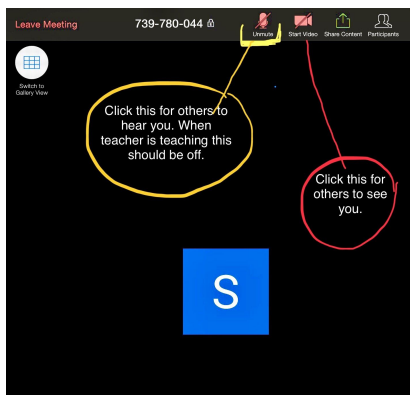 Leave Meeting 739-780-044
Unmute Start Video Share Content Participants
Switch to
Gallery View
Click this for others to
hear you. When
teacher is teaching this
should be off.
Click this for
others to see
you.
S